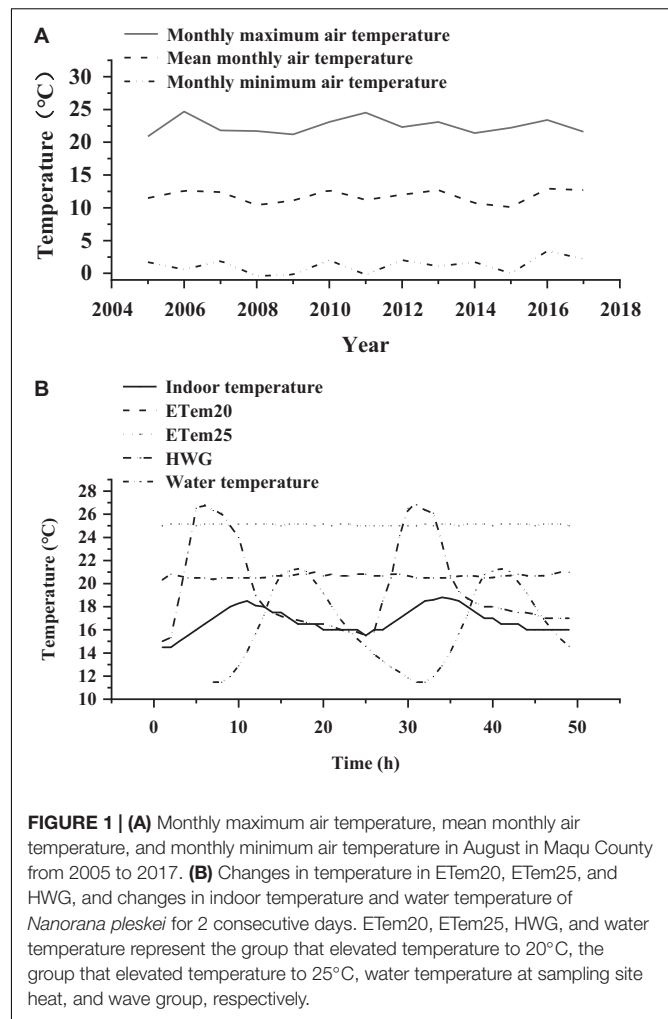 A
Monthly maximum air temperature
Mean monthly air temperature
Monthly minimum air temperature
Temperature (°C)
30
25
20
15
10
5
0
2004 2006 2008 2010 2012 2014 2016 2018
Year
B
Indoor temperature
ETem20
ETem25
HWG
Water temperature
Temperature (°C)
28
26
24
22
20
18
16
14
12
10
0 10 20 30 40 50
Time (h)
FIGURE 1 | (A) Monthly maximum air temperature, mean monthly air
temperature, and monthly minimum air temperature in August in Maqu County
from 2005 to 2017. (B) Changes in temperature in ETem20, ETem25, and
HWG, and changes in indoor temperature and water temperature of
Nanorana pleskei for 2 consecutive days. ETem20, ETem25, HWG, and water
temperature represent the group that elevated temperature to 20°C, the
group that elevated temperature to 25°C, water temperature at sampling site
heat, and wave group, respectively.